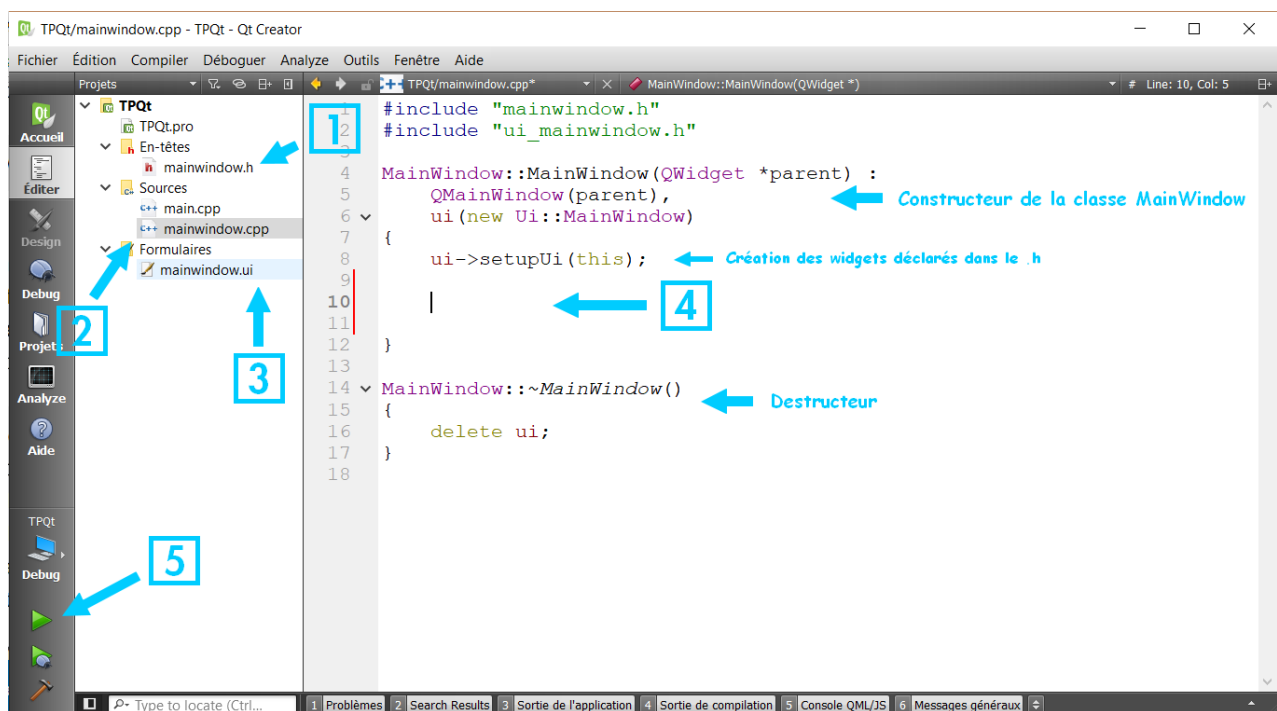 TPQt/mainwindow.cpp - TPQt - Qt Creator
Fichier Édition Compiler Déboguer Analyze Outils Fenêtre Aide
Projets
TPQt/mainwindow.cpp*
MainWindow::MainWindow(QWidget *)
# Line: 10, Col: 5
Accueil
Éditer
Design
Debug
Projets
Analyze
Aide
TPQt
Debug
TPQt
TPQt.pro
En-têtes
mainwindow.h
Sources
main.cpp
mainwindow.cpp
Formulaires
mainwindow.ui
1
2
3
4
5
1 #include "mainwindow.h"
2 #include "ui_mainwindow.h"
3
4 MainWindow::MainWindow(QWidget *parent) :
5 QMainWindow(parent),
6 ui(new Ui::MainWindow)
7 {
8 ui->setupUi(this);
9
10
11
12 }
13
14 MainWindow::~MainWindow()
15 {
16 delete ui;
17 }
18
Constructeur de la classe MainWindow
Création des widgets déclarés dans le .h
Destructeur
Type to locate (Ctrl...
1 Problèmes 2 Search Results 3 Sortie de l'application 4 Sortie de compilation 5 Console QML/JS 6 Messages généraux